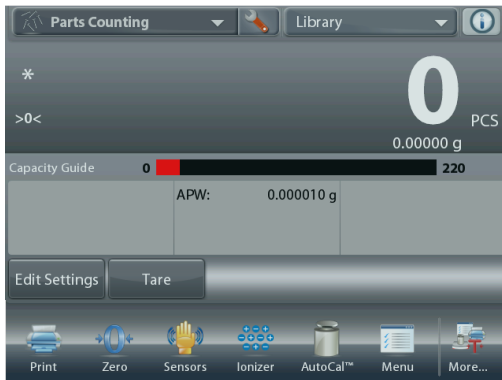 Parts Counting Library
*
0
>0< PCS
0.00000 g
Capacity Guide 0 220
APW: 0.000010 g
Edit Settings Tare
Print Zero Sensors Ionizer AutoCal™ Menu More...